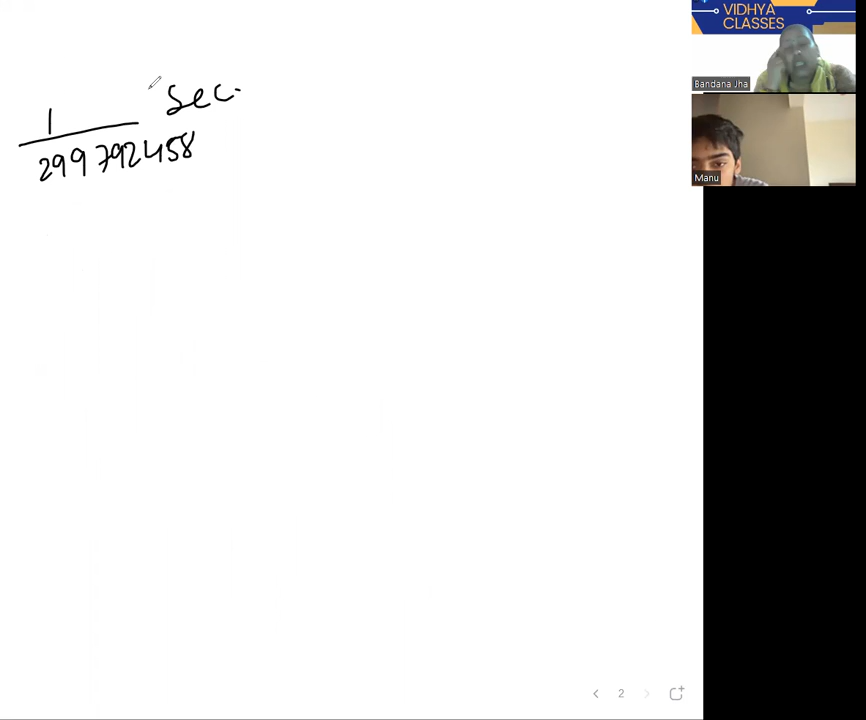 VIDHYA
CLASSES
Bandana Jha
Manu
1
299792458 Sec.
2